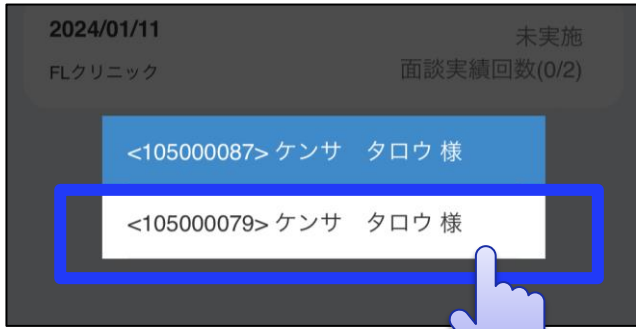 2024/01/11
未実施
FLクリニック
面談実績回数(0/2)
<105000087> ケンサ　タロウ 様
<105000079> ケンサ　タロウ 様